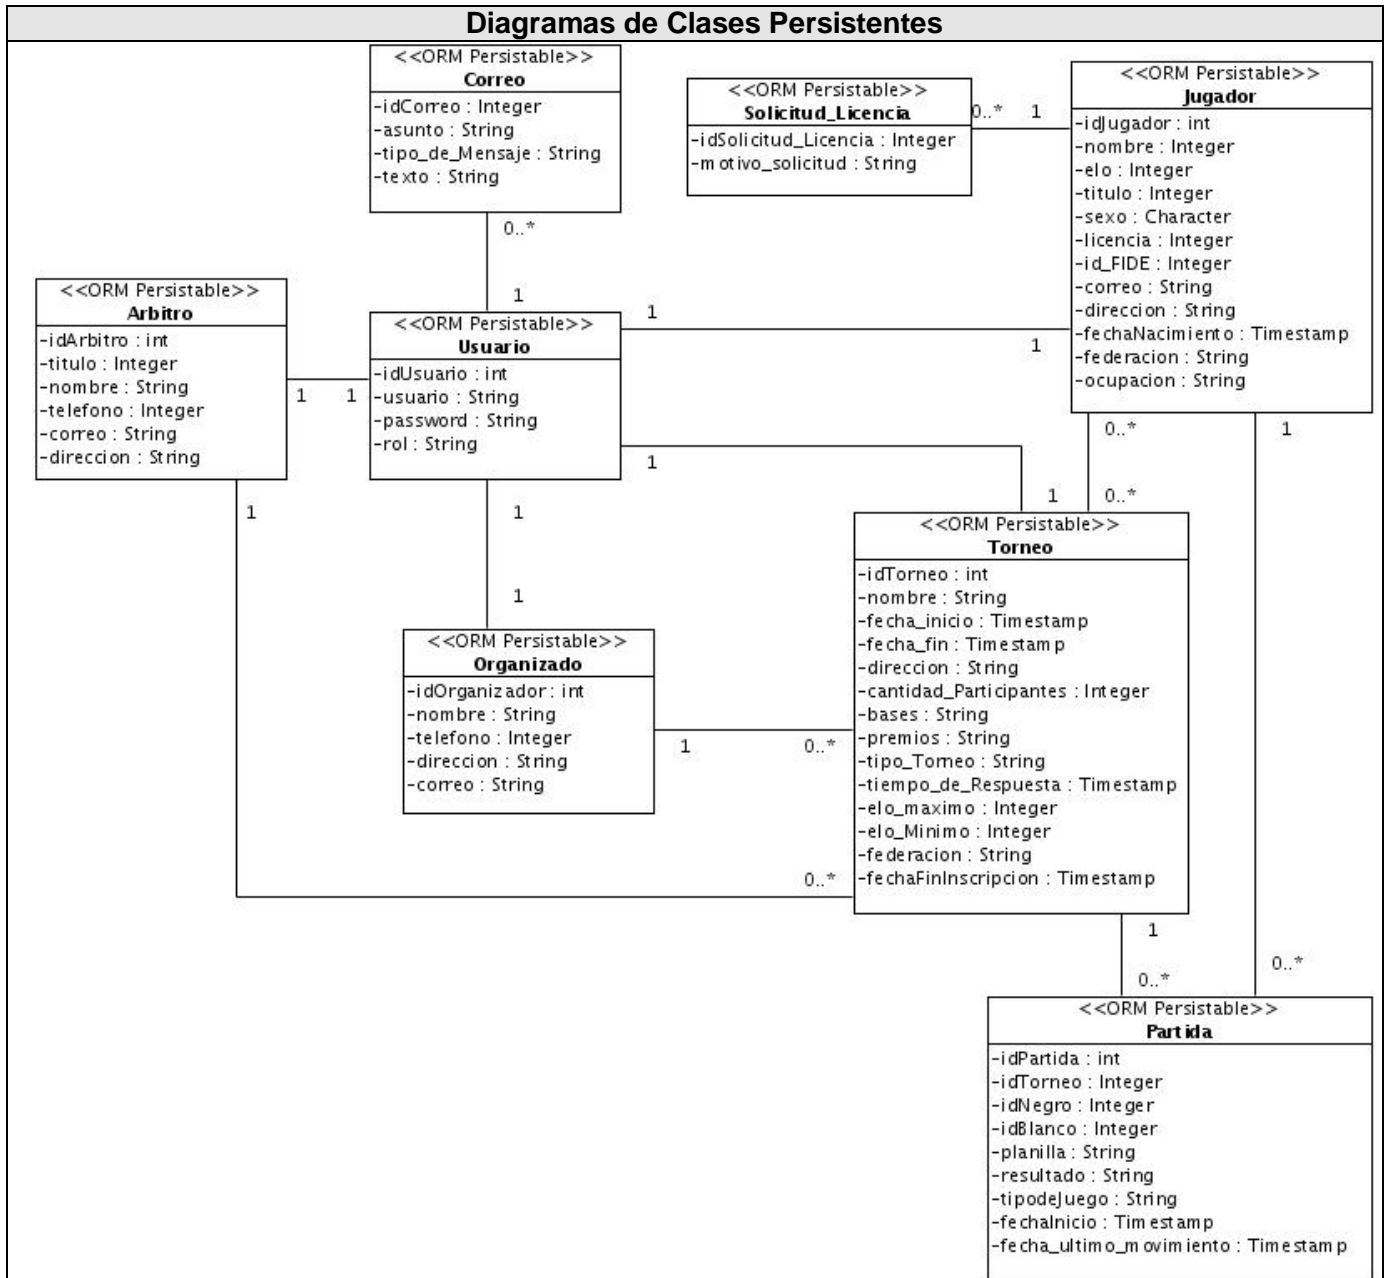 Diagramas de Clases Persistentes
<<ORM Persistable>>
Correo
-idCorreo : Integer
-asunto : String
-tipo_de_Mensaje : String
-texto : String
0..*
1
<<ORM Persistable>>
Solicitud_Licencia
-idSolicitud_Licencia : Integer
-motivo_solicitud : String
0..*
1
<<ORM Persistable>>
Jugador
-idJugador : int
-nombre : Integer
-elo : Integer
-titulo : Integer
-sexo : Character
-licencia : Integer
-id_FIDE : Integer
-correo : String
-direccion : String
-fechaNacimiento : Timestamp
-federacion : String
-ocupacion : String
<<ORM Persistable>>
Arbitro
-idArbitro : int
-titulo : Integer
-nombre : String
-telefono : Integer
-correo : String
-direccion : String
1
1
1
<<ORM Persistable>>
Usuario
-idUsuario : int
-usuario : String
-password : String
-rol : String
1
1
1
1
0..*
0..*
1
1
1
<<ORM Persistable>>
Organizado
-idOrganizador : int
-nombre : String
-telefono : Integer
-direccion : String
-correo : String
1
0..*
0..*
<<ORM Persistable>>
Torneo
-idTorneo : int
-nombre : String
-fecha_inicio : Timestamp
-fecha_fin : Timestamp
-direccion : String
-cantidad_Participantes : Integer
-bases : String
-premios : String
-tipo_Torneo : String
-tiempo_de_Respuesta : Timestamp
-elo_maximo : Integer
-elo_Minimo : Integer
-federacion : String
-fechaFinInscripcion : Timestamp
1
0..*
0..*
<<ORM Persistable>>
Partida
-idPartida : int
-idTorneo : Integer
-idNegro : Integer
-idBlanco : Integer
-planilla : String
-resultado : String
-tipodeJuego : String
-fechaInicio : Timestamp
-fecha_ultimo_movimiento : Timestamp